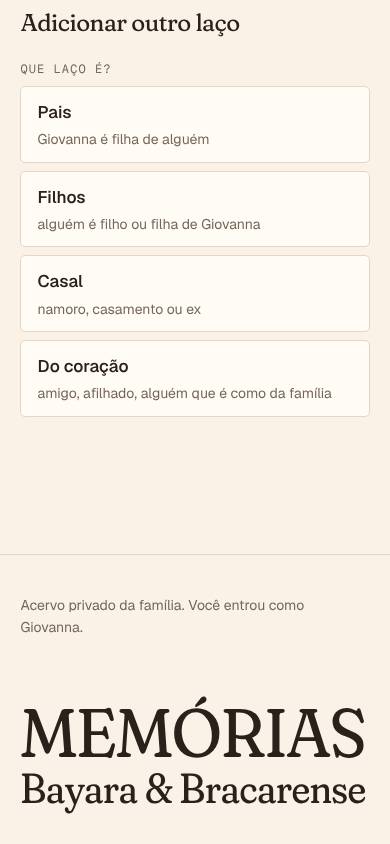 Adicionar outro laço
QUE LAÇO É?
Pais
Giovanna é filha de alguém
Filhos
alguém é filho ou filha de Giovanna
Casal
namoro, casamento ou ex
Do coração
amigo, afilhado, alguém que é como da família
Acervo privado da família. Você entrou como
Giovanna.
MEMÓRIAS
Bayara & Bracarense